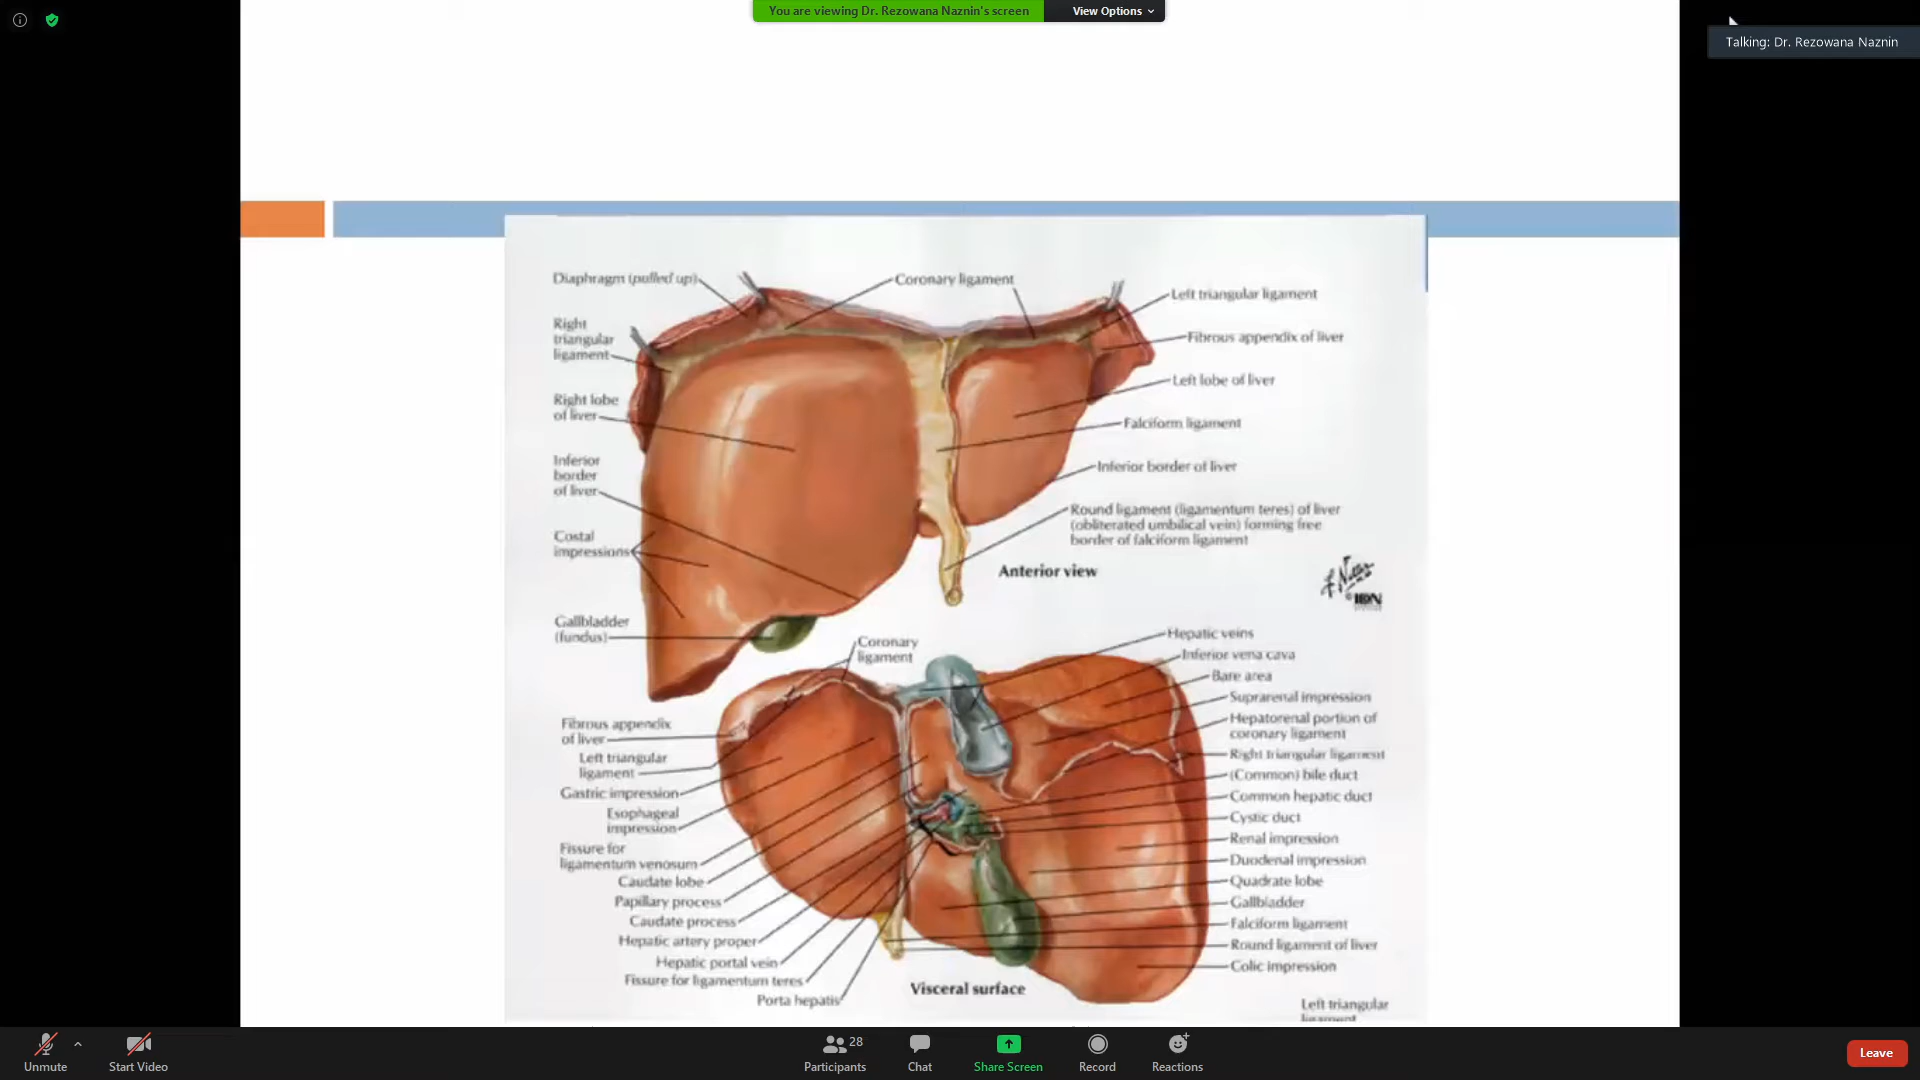 You are viewing Dr. Rezowana Naznin's screen
View Options
Talking: Dr. Rezowana Naznin
Diaphragm (pulled up)
Coronary ligament
Left triangular ligament
Right
triangular
ligament
Fibrous appendix of liver
Left lobe of liver
Right lobe
of liver
Falciform ligament
Inferior
border
of liver
Inferior border of liver
Round ligament (ligamentum teres) of liver
(obliterated umbilical vein) forming free
border of falciform ligament
Costal
impressions
Anterior view
Gallbladder
(fundus)
Coronary
ligament
Hepatic veins
Inferior vena cava
Bare area
Suprarenal impression
Hepatorenal portion of
coronary ligament
Right triangular ligament
(Common) bile duct
Common hepatic duct
Cystic duct
Renal impression
Duodenal impression
Quadrate lobe
Gallbladder
Falciform ligament
Round ligament of liver
Colic impression
Fibrous appendix
of liver
Left triangular
ligament
Gastric impression
Esophageal
impression
Fissure for
ligamentum venosum
Caudate lobe
Papillary process
Caudate process
Hepatic artery proper
Hepatic portal vein
Fissure for ligamentum teres
Porta hepatis
Visceral surface
Left triangular
ligament
Unmute
Start Video
28
Participants
Chat
Share Screen
Record
Reactions
Leave